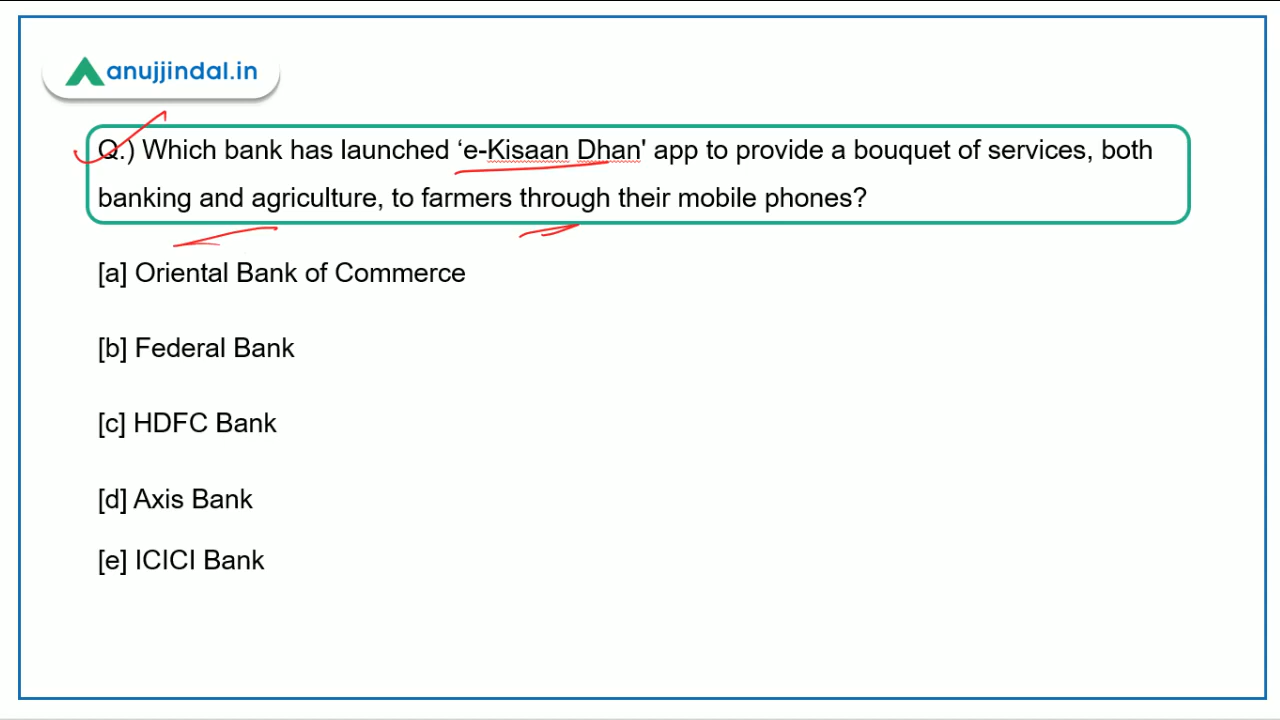 anujjindal.in
Q.) Which bank has launched ‘e-Kisaan Dhan' app to provide a bouquet of services, both
banking and agriculture, to farmers through their mobile phones?
[a] Oriental Bank of Commerce
[b] Federal Bank
[c] HDFC Bank
[d] Axis Bank
[e] ICICI Bank